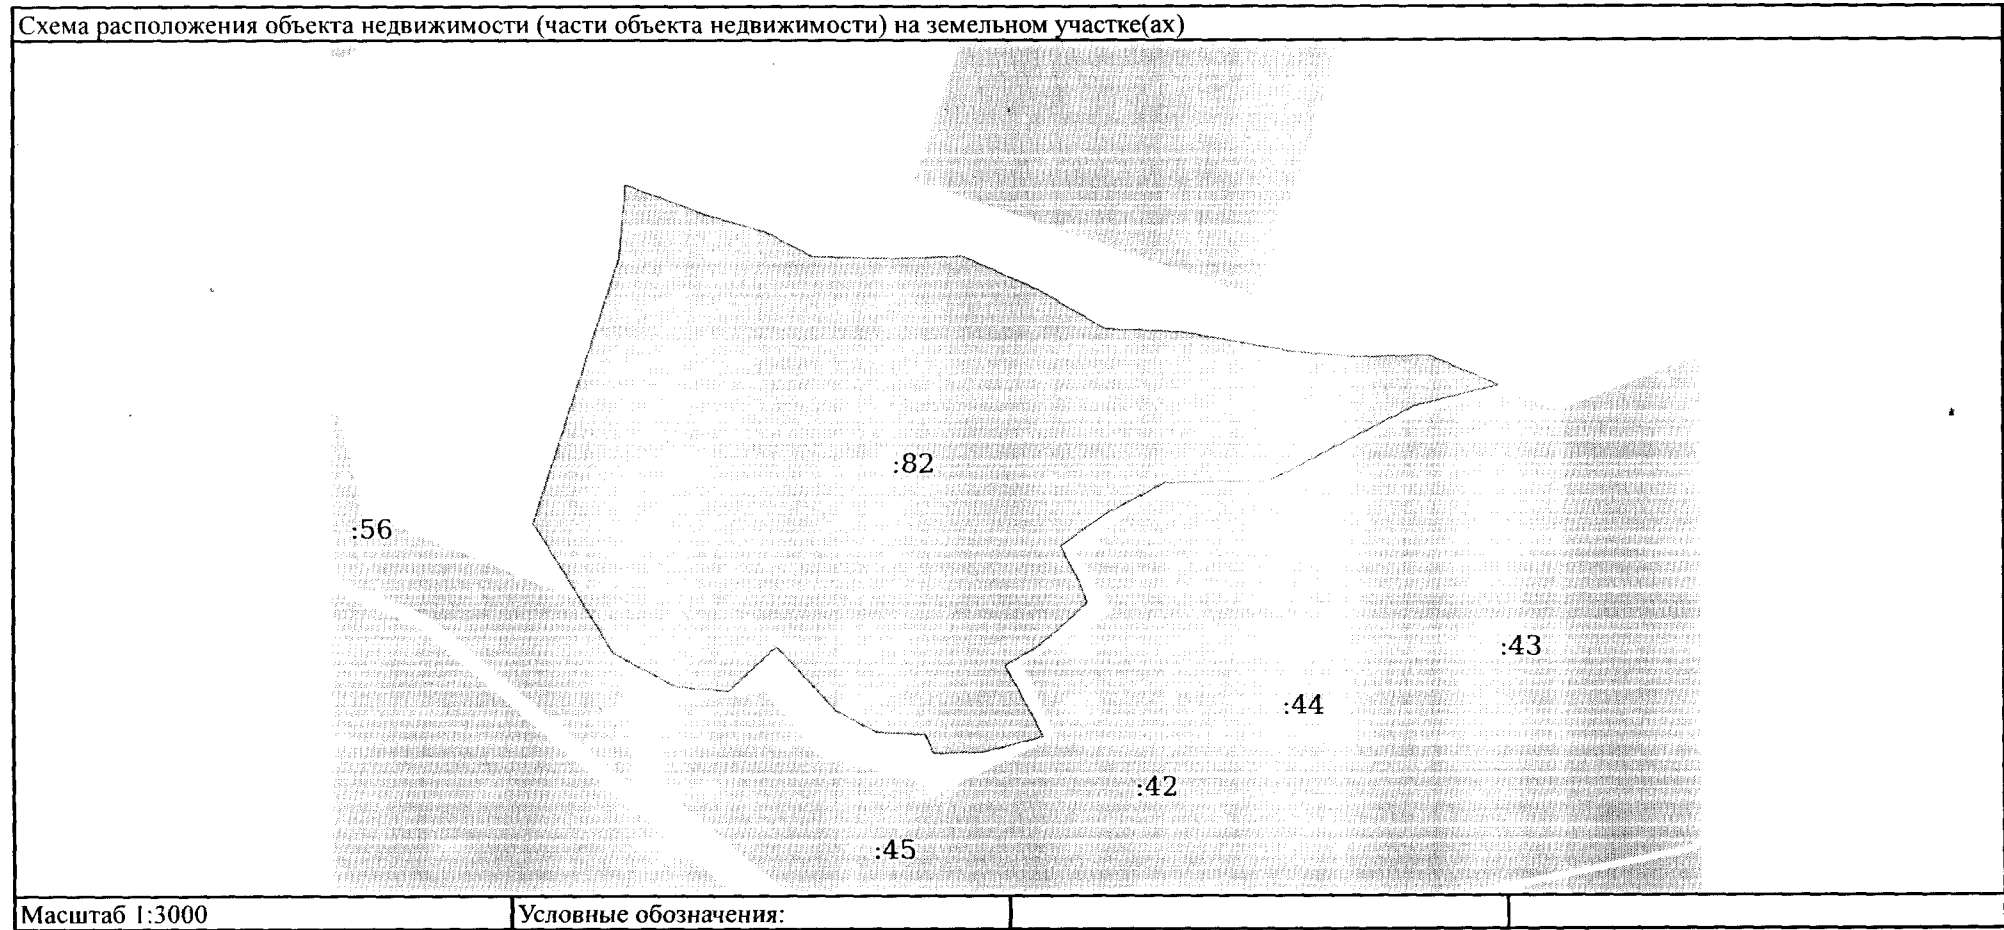 Схема расположения объекта недвижимости (части объекта недвижимости) на земельном участке(ах)
:82
:56
:43
:44
:42
:45
Масштаб 1:3000
Условные обозначения: